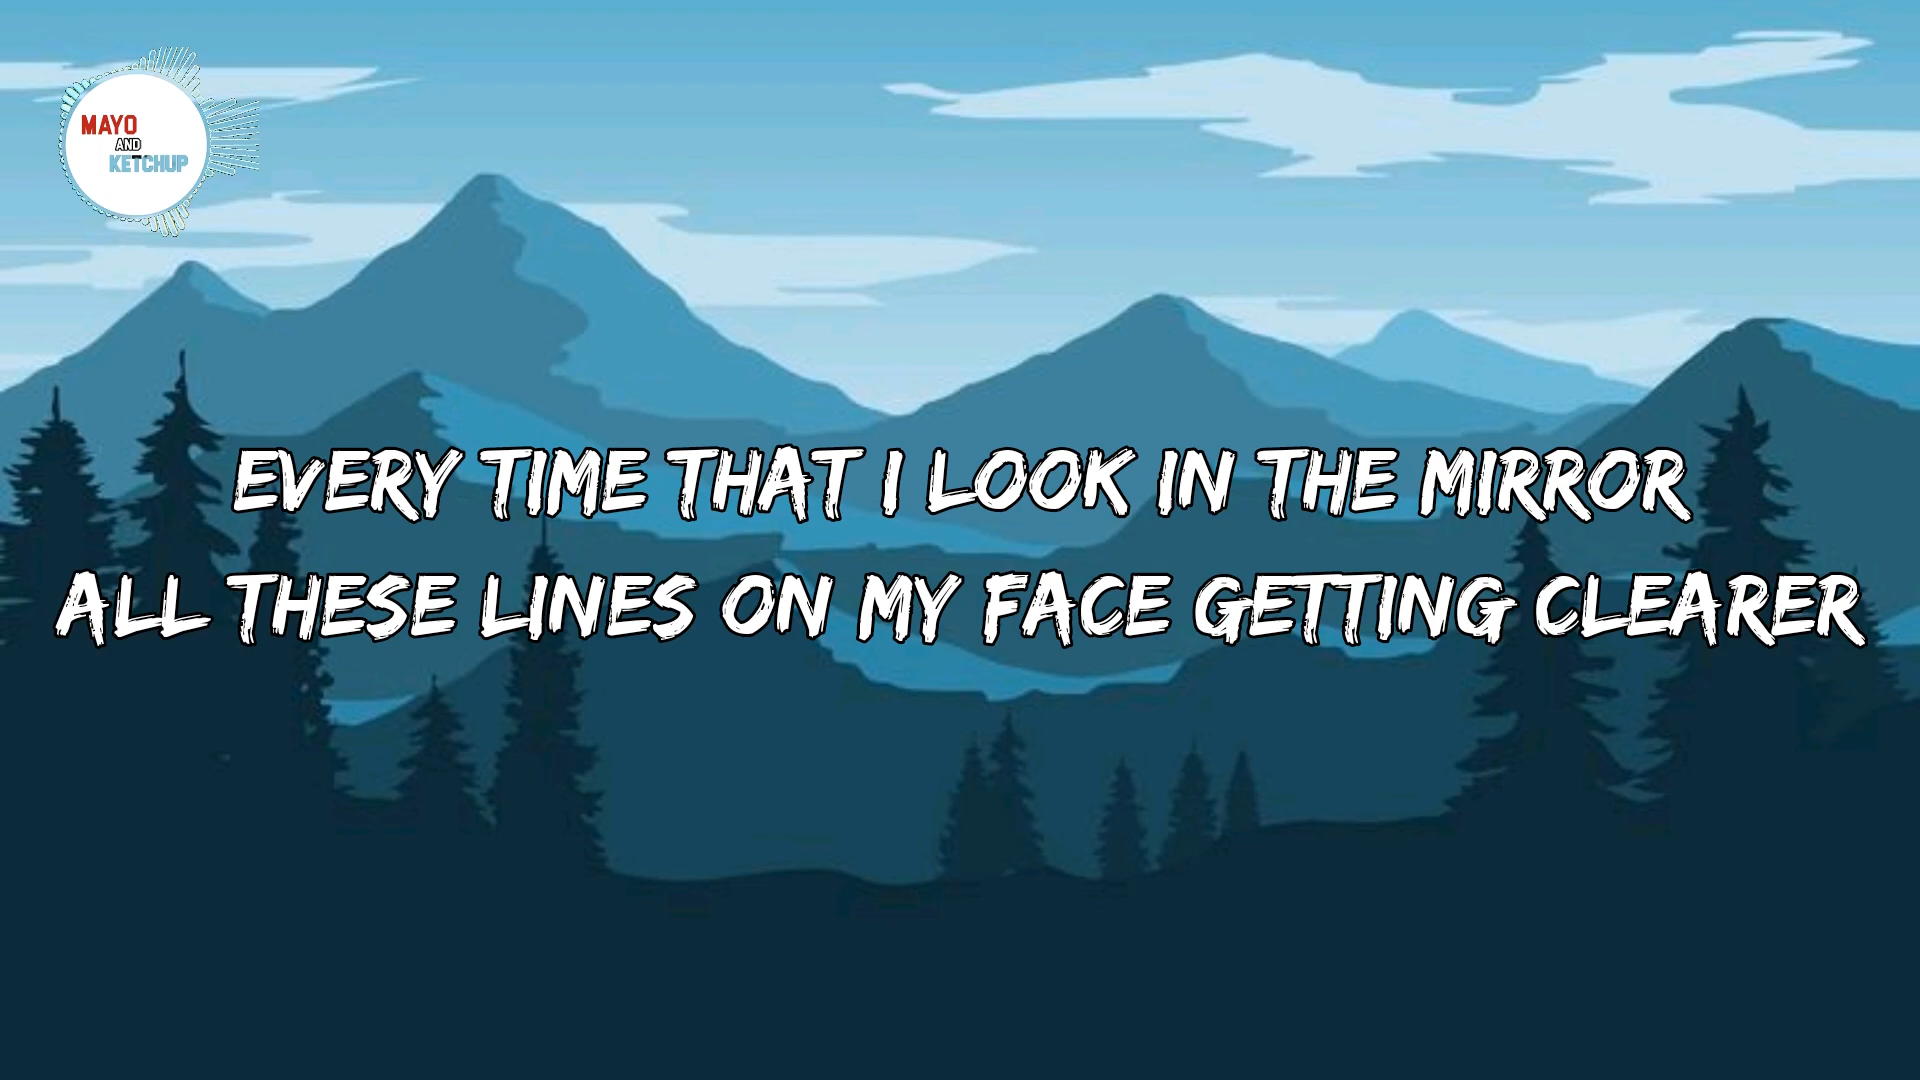 MAYO
AND
KETCHUP
EVERY TIME THAT I LOOK IN THE MIRROR
ALL THESE LINES ON MY FACE GETTING CLEARER